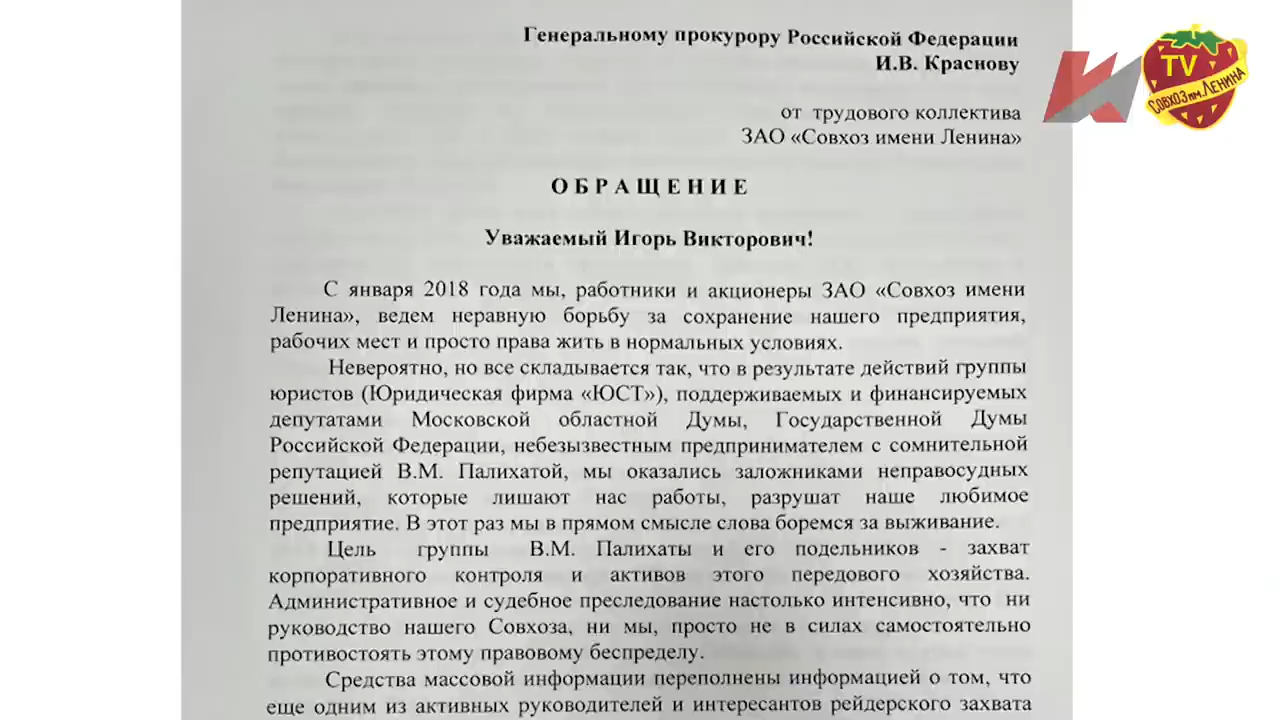 Генеральному прокурору Российской Федерации
И.В. Краснову
TV
СОВХОЗ им. ЛЕНИНА
от трудового коллектива
ЗАО «Совхоз имени Ленина»
О Б Р А Щ Е Н И Е
Уважаемый Игорь Викторович!
С января 2018 года мы, работники и акционеры ЗАО «Совхоз имени
Ленина», ведем неравную борьбу за сохранение нашего предприятия,
рабочих мест и просто права жить в нормальных условиях.
Невероятно, но все складывается так, что в результате действий группы
юристов (Юридическая фирма «ЮСТ»), поддерживаемых и финансируемых
депутатами Московской областной Думы, Государственной Думы
Российской Федерации, небезызвестным предпринимателем с сомнительной
репутацией В.М. Палихатой, мы оказались заложниками неправосудных
решений, которые лишают нас работы, разрушат наше любимое
предприятие. В этот раз мы в прямом смысле слова боремся за выживание.
Цель группы В.М. Палихаты и его подельников - захват
корпоративного контроля и активов этого передового хозяйства.
Административное и судебное преследование настолько интенсивно, что ни
руководство нашего Совхоза, ни мы, просто не в силах самостоятельно
противостоять этому правовому беспределу.
Средства массовой информации переполнены информацией о том, что
еще одним из активных руководителей и интересантов рейдерского захвата